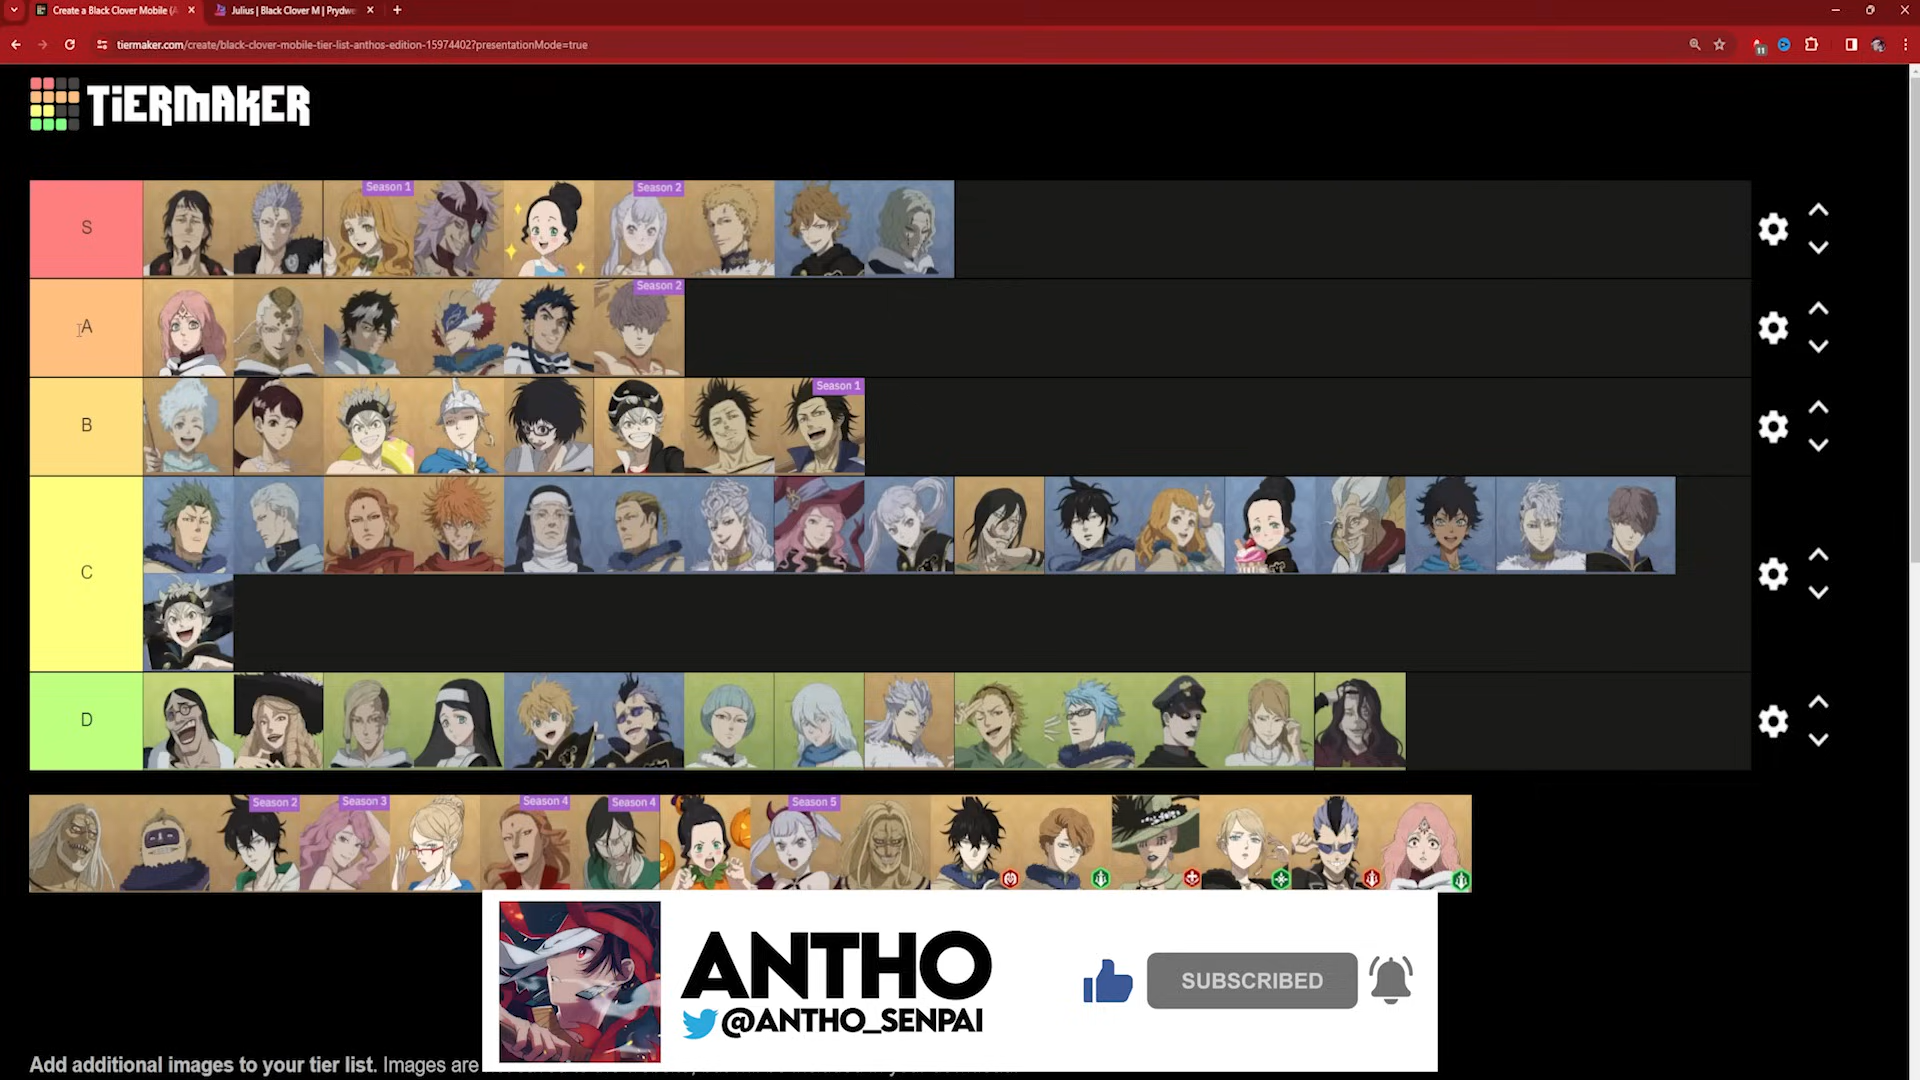 Create a Black Clover Mobile (A
Julius | Black Clover M | Prydw
tiermaker.com/create/black-clover-mobile-tier-list-anthos-edition-15974402?presentationMode=true
11
TIERMAKER
S
Season 1
Season 2
A
Season 2
B
Season 1
C
D
Season 2
Season 3
Season 4
Season 4
Season 5
ANTHO
@ANTHO_SENPAI
SUBSCRIBED
Add additional images to your tier list. Images are